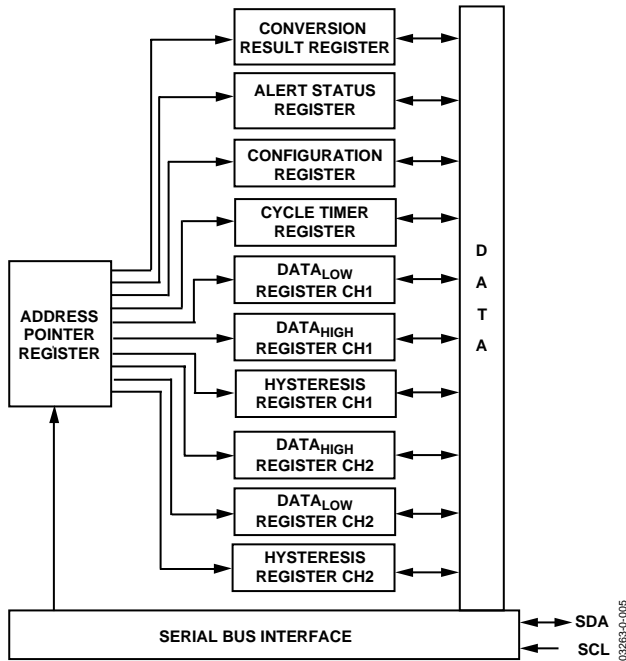 CONVERSION
RESULT REGISTER
ALERT STATUS
REGISTER
CONFIGURATION
REGISTER
CYCLE TIMER
REGISTER
DATALOW
REGISTER CH1
DATAHIGH
REGISTER CH1
HYSTERESIS
REGISTER CH1
DATAHIGH
REGISTER CH2
DATALOW
REGISTER CH2
HYSTERESIS
REGISTER CH2
ADDRESS
POINTER
REGISTER
D
A
T
A
SERIAL BUS INTERFACE
SDA
SCL
03263-0-005